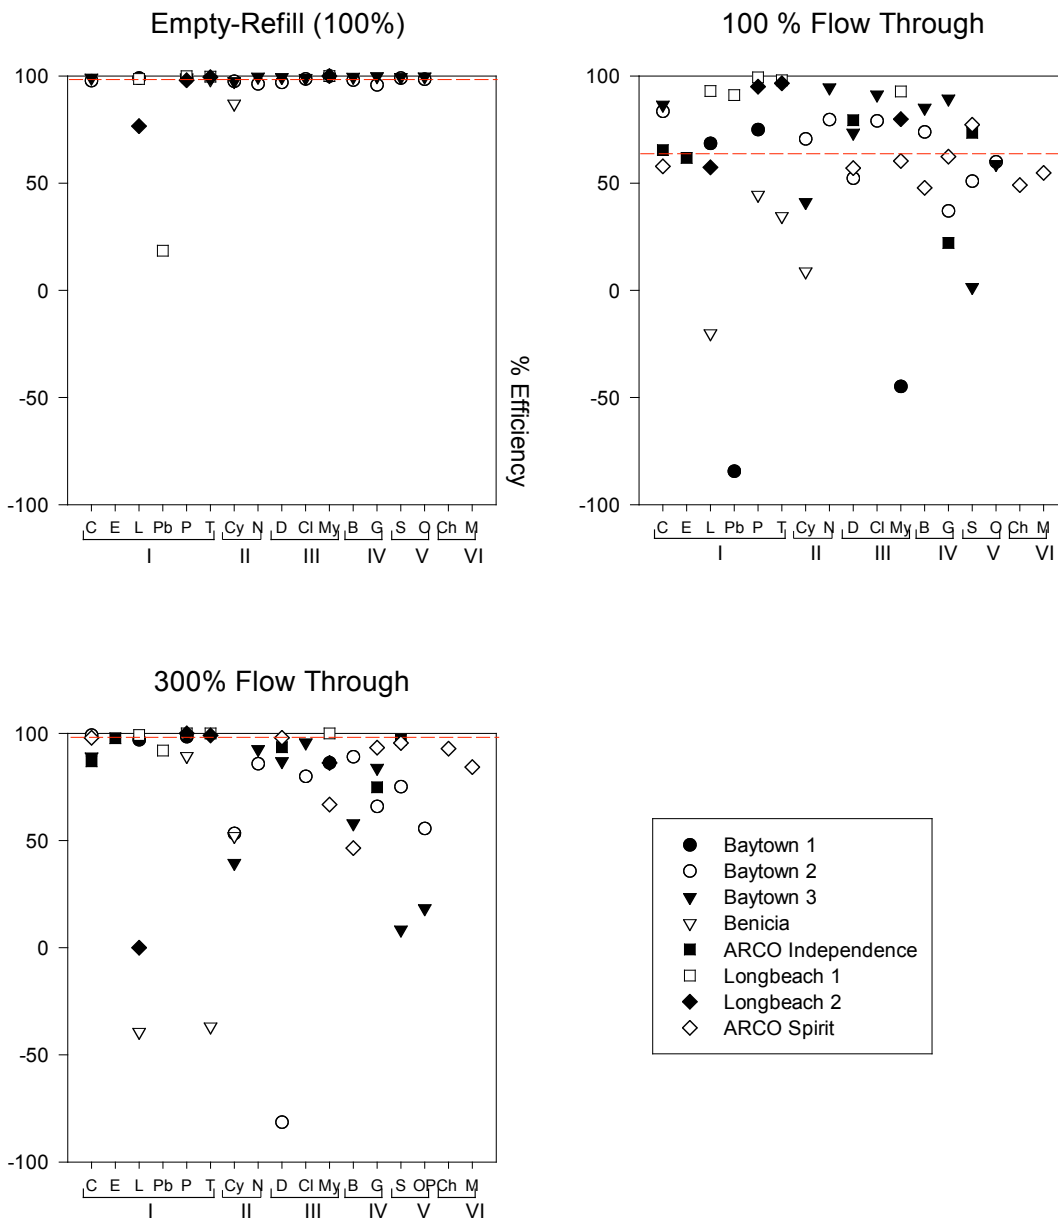 Empty-Refill (100%)
100
50
0
-50
-100
C E L Pb P T Cy N D Cl My B G S O Ch M
I II III IV V VI
% Efficiency
100 % Flow Through
100
50
0
-50
-100
C E L Pb P T Cy N D Cl My B G S O Ch M
I II III IV V VI
300% Flow Through
100
50
0
-50
-100
C E L Pb P T Cy N D Cl My B G S OP Ch M
I II III IV V VI
Baytown 1
Baytown 2
Baytown 3
Benicia
ARCO Independence
Longbeach 1
Longbeach 2
ARCO Spirit